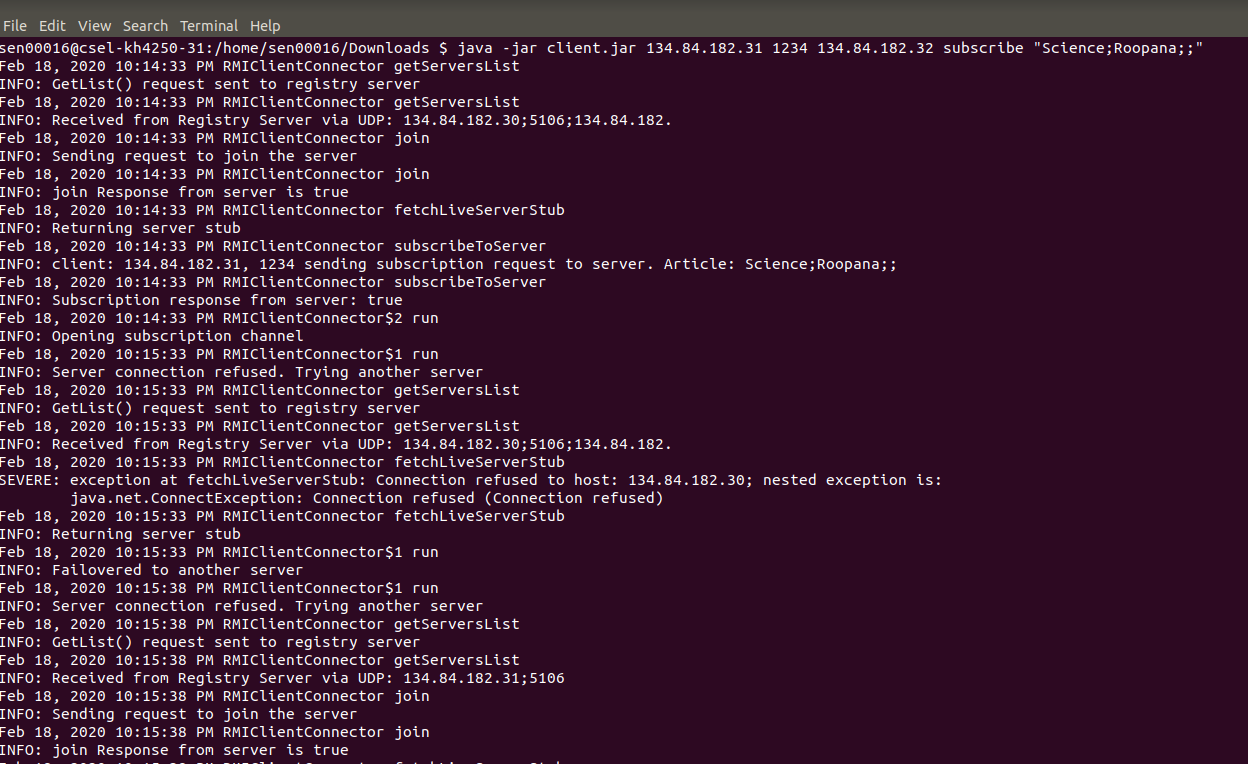 File Edit View Search Terminal Help
sen00016@csel-kh4250-31:/home/sen00016/Downloads $ java -jar client.jar 134.84.182.31 1234 134.84.182.32 subscribe "Science;Roopana;;"
Feb 18, 2020 10:14:33 PM RMIClientConnector getServersList
INFO: GetList() request sent to registry server
Feb 18, 2020 10:14:33 PM RMIClientConnector getServersList
INFO: Received from Registry Server via UDP: 134.84.182.30;5106;134.84.182.
Feb 18, 2020 10:14:33 PM RMIClientConnector join
INFO: Sending request to join the server
Feb 18, 2020 10:14:33 PM RMIClientConnector join
INFO: join Response from server is true
Feb 18, 2020 10:14:33 PM RMIClientConnector fetchLiveServerStub
INFO: Returning server stub
Feb 18, 2020 10:14:33 PM RMIClientConnector subscribeToServer
INFO: client: 134.84.182.31, 1234 sending subscription request to server. Article: Science;Roopana;;
Feb 18, 2020 10:14:33 PM RMIClientConnector subscribeToServer
INFO: Subscription response from server: true
Feb 18, 2020 10:14:33 PM RMIClientConnector$2 run
INFO: Opening subscription channel
Feb 18, 2020 10:15:33 PM RMIClientConnector$1 run
INFO: Server connection refused. Trying another server
Feb 18, 2020 10:15:33 PM RMIClientConnector getServersList
INFO: GetList() request sent to registry server
Feb 18, 2020 10:15:33 PM RMIClientConnector getServersList
INFO: Received from Registry Server via UDP: 134.84.182.30;5106;134.84.182.
Feb 18, 2020 10:15:33 PM RMIClientConnector fetchLiveServerStub
SEVERE: exception at fetchLiveServerStub: Connection refused to host: 134.84.182.30; nested exception is:
java.net.ConnectException: Connection refused (Connection refused)
Feb 18, 2020 10:15:33 PM RMIClientConnector fetchLiveServerStub
INFO: Returning server stub
Feb 18, 2020 10:15:33 PM RMIClientConnector$1 run
INFO: Failovered to another server
Feb 18, 2020 10:15:38 PM RMIClientConnector$1 run
INFO: Server connection refused. Trying another server
Feb 18, 2020 10:15:38 PM RMIClientConnector getServersList
INFO: GetList() request sent to registry server
Feb 18, 2020 10:15:38 PM RMIClientConnector getServersList
INFO: Received from Registry Server via UDP: 134.84.182.31;5106
Feb 18, 2020 10:15:38 PM RMIClientConnector join
INFO: Sending request to join the server
Feb 18, 2020 10:15:38 PM RMIClientConnector join
INFO: join Response from server is true